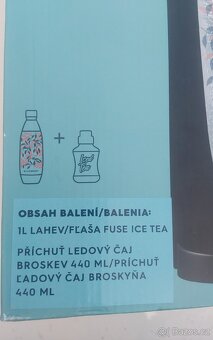 +
OBSAH BALENÍ/BALENIA:
1L LAHEV/FĽAŠA FUSE ICE TEA
PŘÍCHUŤ LEDOVÝ ČAJ
BROSKEV 440 ML/PRÍCHUŤ
ĽADOVÝ ČAJ BROSKYŇA
440 ML